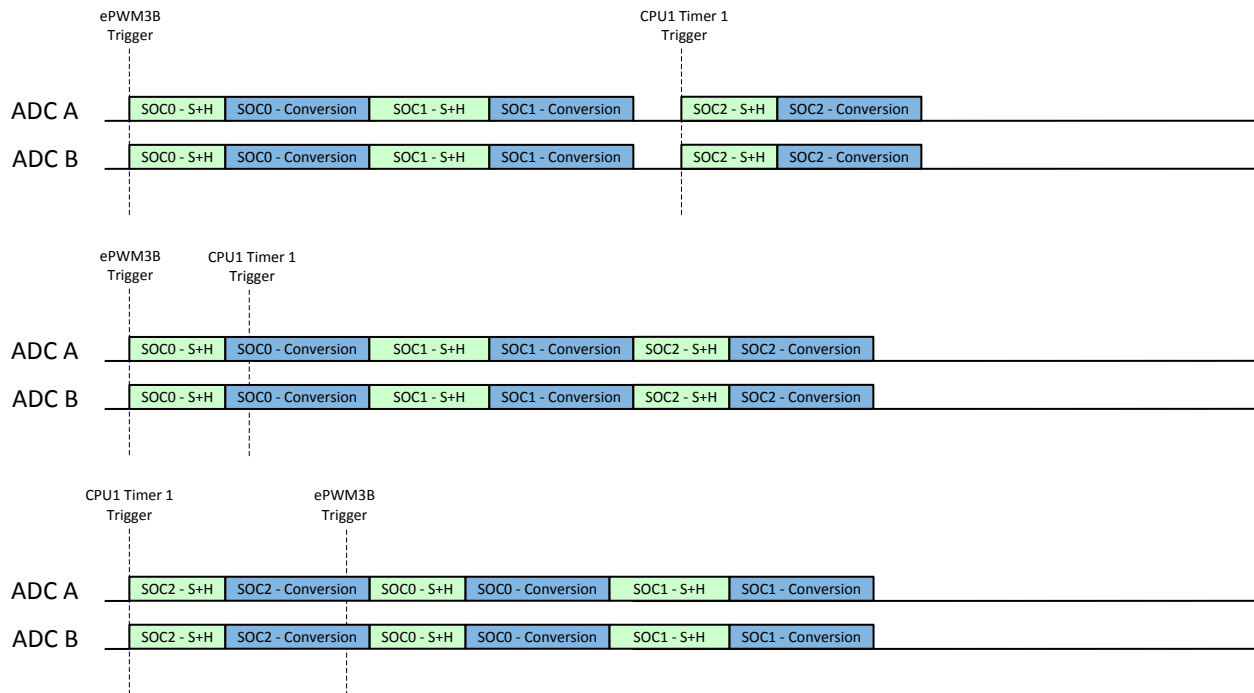 ePWM3B
Trigger
CPU1 Timer 1
Trigger
ADC A
SOC0 - S+H SOC0 - Conversion SOC1 - S+H SOC1 - Conversion SOC2 - S+H SOC2 - Conversion
ADC B
SOC0 - S+H SOC0 - Conversion SOC1 - S+H SOC1 - Conversion SOC2 - S+H SOC2 - Conversion
ePWM3B
Trigger
CPU1 Timer 1
Trigger
ADC A
SOC0 - S+H SOC0 - Conversion SOC1 - S+H SOC1 - Conversion SOC2 - S+H SOC2 - Conversion
ADC B
SOC0 - S+H SOC0 - Conversion SOC1 - S+H SOC1 - Conversion SOC2 - S+H SOC2 - Conversion
CPU1 Timer 1
Trigger
ePWM3B
Trigger
ADC A
SOC2 - S+H SOC2 - Conversion SOC0 - S+H SOC0 - Conversion SOC1 - S+H SOC1 - Conversion
ADC B
SOC2 - S+H SOC2 - Conversion SOC0 - S+H SOC0 - Conversion SOC1 - S+H SOC1 - Conversion